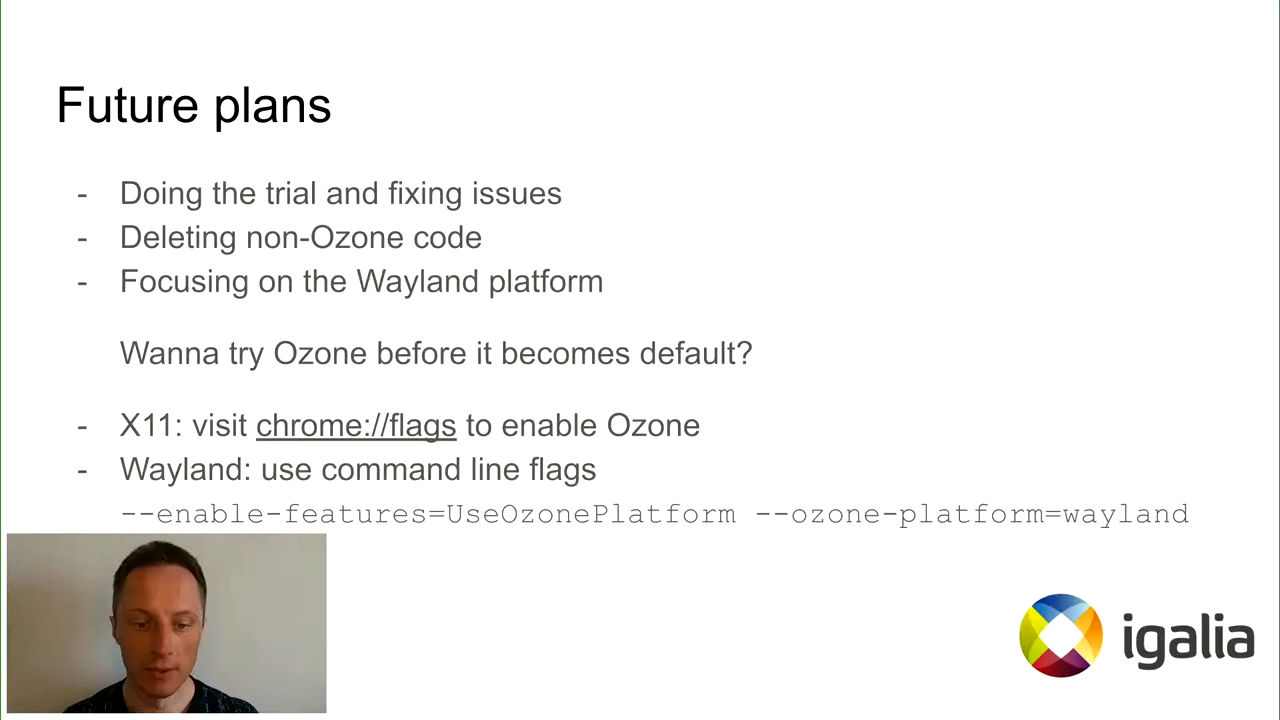 Future plans
- Doing the trial and fixing issues
- Deleting non-Ozone code
- Focusing on the Wayland platform
Wanna try Ozone before it becomes default?
- X11: visit chrome://flags to enable Ozone
- Wayland: use command line flags
--enable-features=UseOzonePlatform --ozone-platform=wayland
igalia